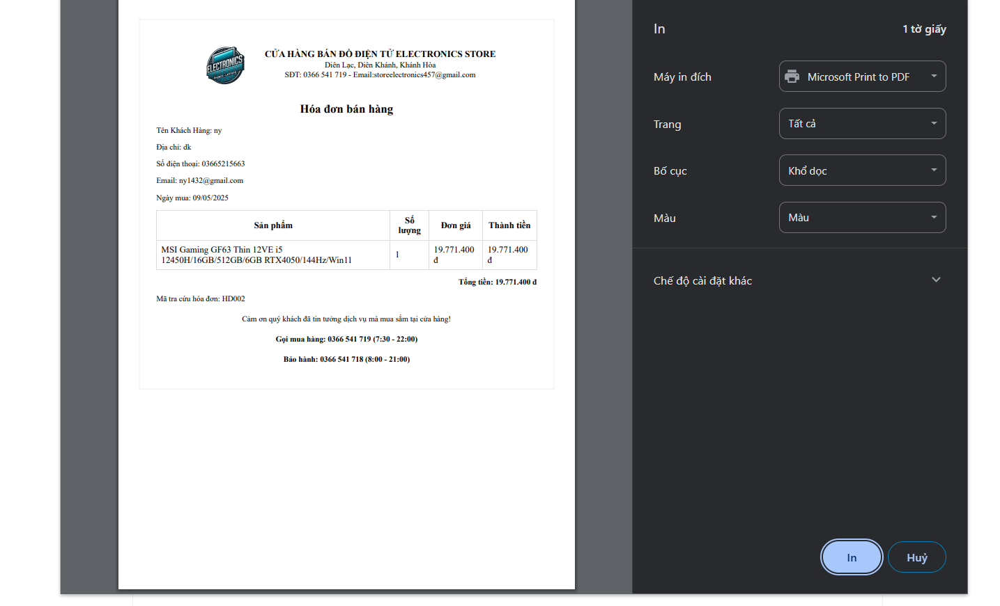 ELECTRONICS
CỬA HÀNG BÁN ĐỒ ĐIỆN TỬ ELECTRONICS STORE
Diên Lạc, Diên Khánh, Khánh Hòa
SĐT: 0366 541 719 - Email:storeelectronics457@gmail.com
Hóa đơn bán hàng
Tên Khách Hàng: ny
Địa chỉ: dk
Số điện thoại: 03665215663
Email: ny1432@gmail.com
Ngày mua: 09/05/2025
Sản phẩm
Số
lượng
Đơn giá
Thành tiền
MSI Gaming GF63 Thin 12VE i5
12450H/16GB/512GB/6GB RTX4050/144Hz/Win11
1
19.771.400
đ
19.771.400
đ
Tổng tiền: 19.771.400 đ
Mã tra cứu hóa đơn: HD002
Cảm ơn quý khách đã tin tưởng dịch vụ mà mua sắm tại cửa hàng!
Gọi mua hàng: 0366 541 719 (7:30 - 22:00)
Bảo hành: 0366 541 718 (8:00 - 21:00)
In
1 tờ giấy
Máy in đích
Microsoft Print to PDF
Trang
Tất cả
Bố cục
Khổ dọc
Màu
Màu
Chế độ cài đặt khác
In
Huỷ